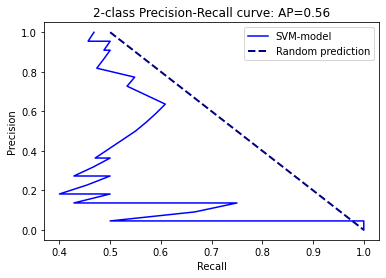 2-class Precision-Recall curve: AP=0.56
SVM-model
Random prediction
Precision
1.0
0.8
0.6
0.4
0.2
0.0
0.4 0.5 0.6 0.7 0.8 0.9 1.0
Recall